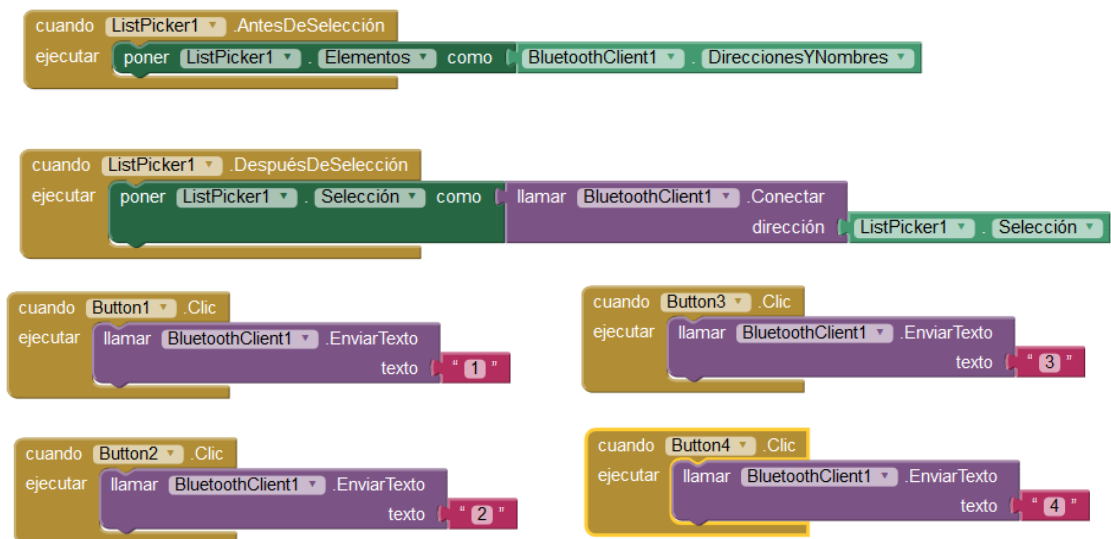 cuando ListPicker1 .AntesDeSelección
ejecutar poner ListPicker1 . Elementos como BluetoothClient1 . DireccionesYNombres
cuando ListPicker1 .DespuésDeSelección
ejecutar poner ListPicker1 . Selección como llamar BluetoothClient1 .Conectar
dirección ListPicker1 . Selección
cuando Button1 .Clic
ejecutar llamar BluetoothClient1 .EnviarTexto
texto " 1 "
cuando Button3 .Clic
ejecutar llamar BluetoothClient1 .EnviarTexto
texto " 3 "
cuando Button2 .Clic
ejecutar llamar BluetoothClient1 .EnviarTexto
texto " 2 "
cuando Button4 .Clic
ejecutar llamar BluetoothClient1 .EnviarTexto
texto " 4 "